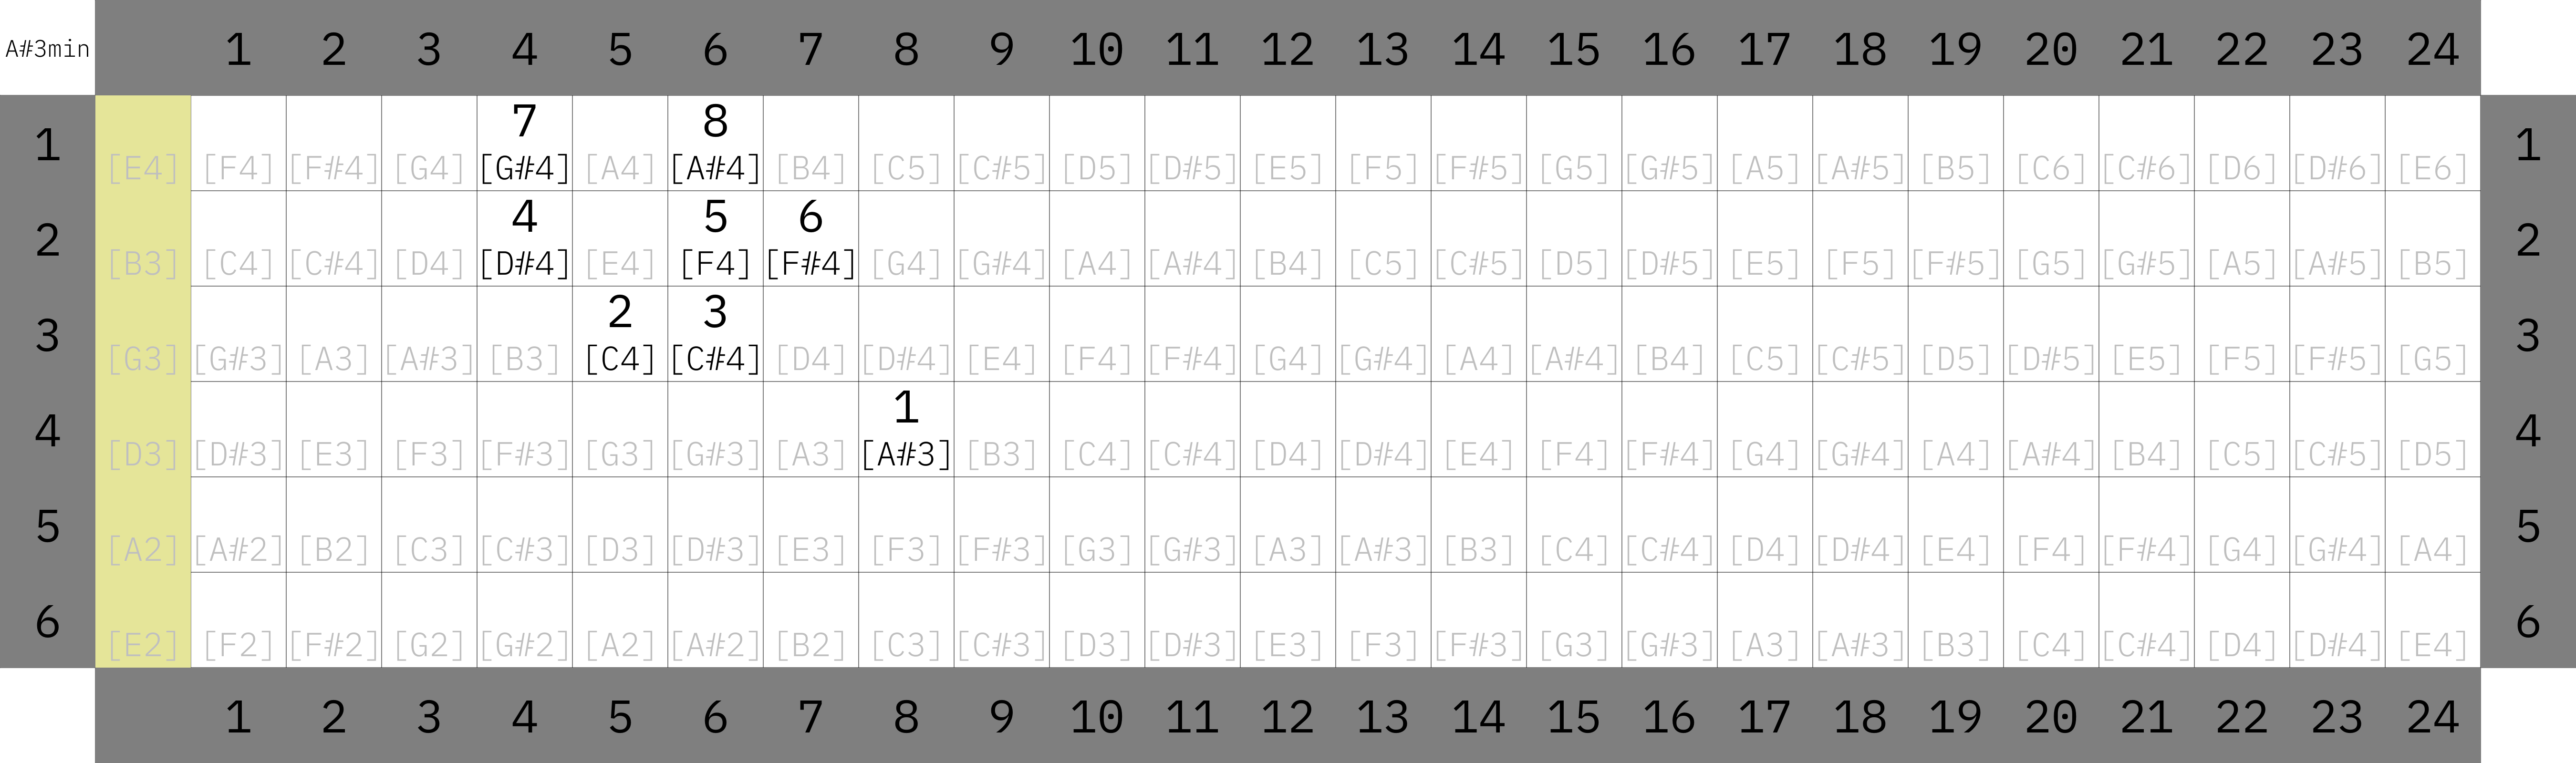 A#3min 1 2 3 4 5 6 7 8 9 10 11 12 13 14 15 16 17 18 19 20 21 22 23 24
7 8
1 [E4] [F4] [F#4] [G4] [G#4] [A4] [A#4] [B4] [C5] [C#5] [D5] [D#5] [E5] [F5] [F#5] [G5] [G#5] [A5] [A#5] [B5] [C6] [C#6] [D6] [D#6] [E6] 1
4 5 6
2 [B3] [C4] [C#4] [D4] [D#4] [E4] [F4] [F#4] [G4] [G#4] [A4] [A#4] [B4] [C5] [C#5] [D5] [D#5] [E5] [F5] [F#5] [G5] [G#5] [A5] [A#5] [B5] 2
2 3
3 [G3] [G#3] [A3] [A#3] [B3] [C4] [C#4] [D4] [D#4] [E4] [F4] [F#4] [G4] [G#4] [A4] [A#4] [B4] [C5] [C#5] [D5] [D#5] [E5] [F5] [F#5] [G5] 3
1
4 [D3] [D#3] [E3] [F3] [F#3] [G3] [G#3] [A3] [A#3] [B3] [C4] [C#4] [D4] [D#4] [E4] [F4] [F#4] [G4] [G#4] [A4] [A#4] [B4] [C5] [C#5] [D5] 4
5 [A2] [A#2] [B2] [C3] [C#3] [D3] [D#3] [E3] [F3] [F#3] [G3] [G#3] [A3] [A#3] [B3] [C4] [C#4] [D4] [D#4] [E4] [F4] [F#4] [G4] [G#4] [A4] 5
6 [E2] [F2] [F#2] [G2] [G#2] [A2] [A#2] [B2] [C3] [C#3] [D3] [D#3] [E3] [F3] [F#3] [G3] [G#3] [A3] [A#3] [B3] [C4] [C#4] [D4] [D#4] [E4] 6
1 2 3 4 5 6 7 8 9 10 11 12 13 14 15 16 17 18 19 20 21 22 23 24